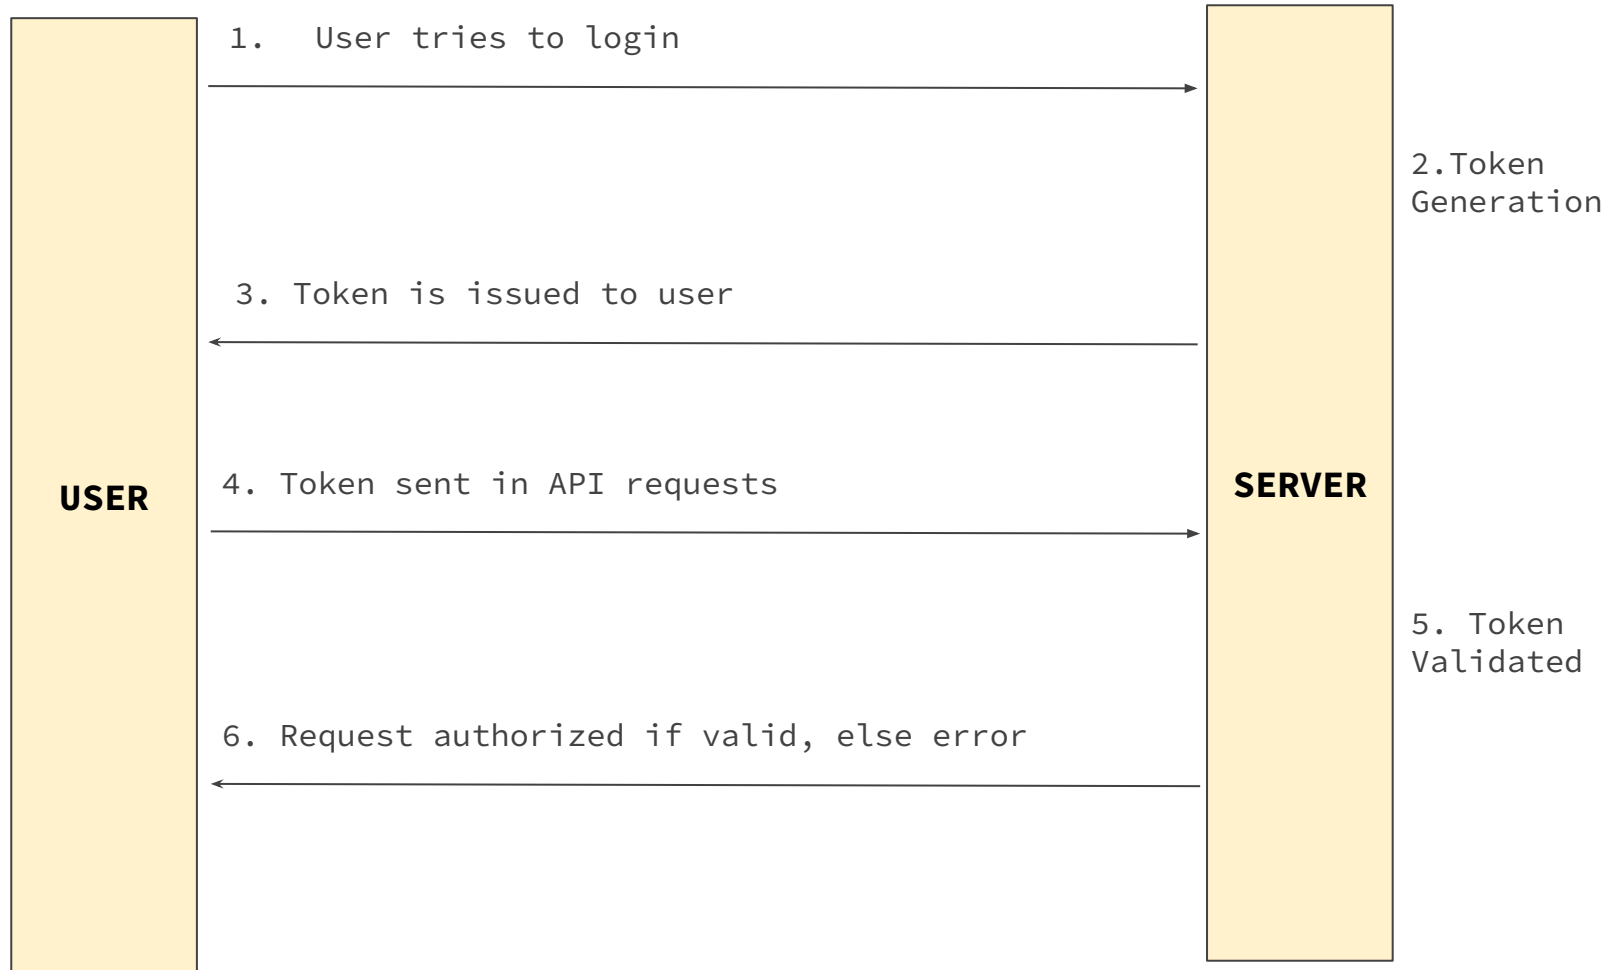 1. User tries to login
2.Token
Generation
3. Token is issued to user
USER
4. Token sent in API requests
SERVER
5. Token
Validated
6. Request authorized if valid, else error